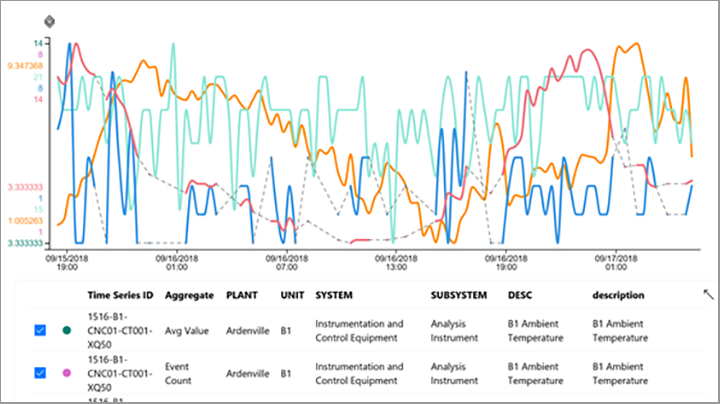 14
8
9.347368
21
8
14
3.333333
1
15
1.005263
1
3.333333
09/15/2018 09/16/2018 09/16/2018 09/16/2018 09/16/2018 09/17/2018
19:00 01:00 07:00 13:00 19:00 01:00
Time Series ID Aggregate PLANT UNIT SYSTEM SUBSYSTEM DESC description
1516-B1-
CNC01-CT001-
XQ50
Avg Value
Ardenville
B1
Instrumentation and
Control Equipment
Analysis
Instrument
B1 Ambient
Temperature
B1 Ambient
Temperature
1516-B1-
CNC01-CT001-
XQ50
Event
Count
Ardenville
B1
Instrumentation and
Control Equipment
Analysis
Instrument
B1 Ambient
Temperature
B1 Ambient
Temperature